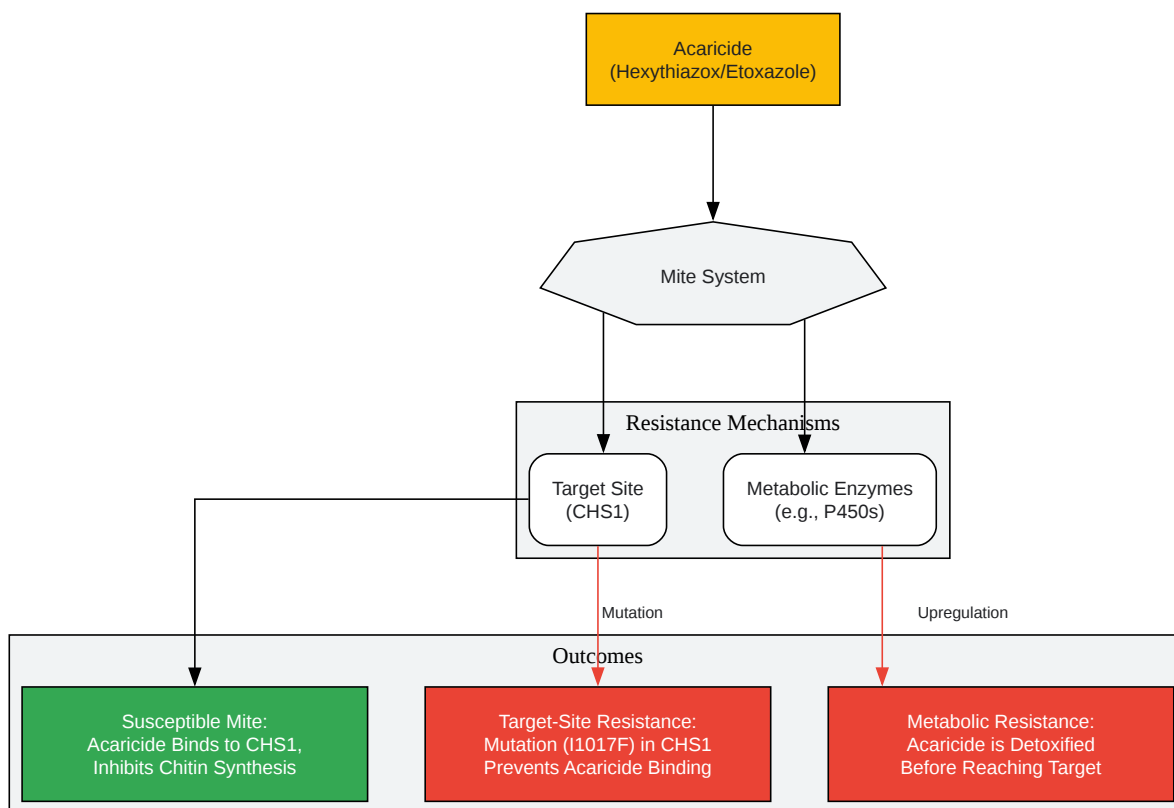 Acaricide
(Hexythiazox/Etoxazole)
Mite System
Resistance Mechanisms
Target Site
(CHS1)
Metabolic Enzymes
(e.g., P450s)
Mutation
Upregulation
Outcomes
Susceptible Mite:
Acaricide Binds to CHS1,
Inhibits Chitin Synthesis
Target-Site Resistance:
Mutation (I1017F) in CHS1
Prevents Acaricide Binding
Metabolic Resistance:
Acaricide is Detoxified
Before Reaching Target